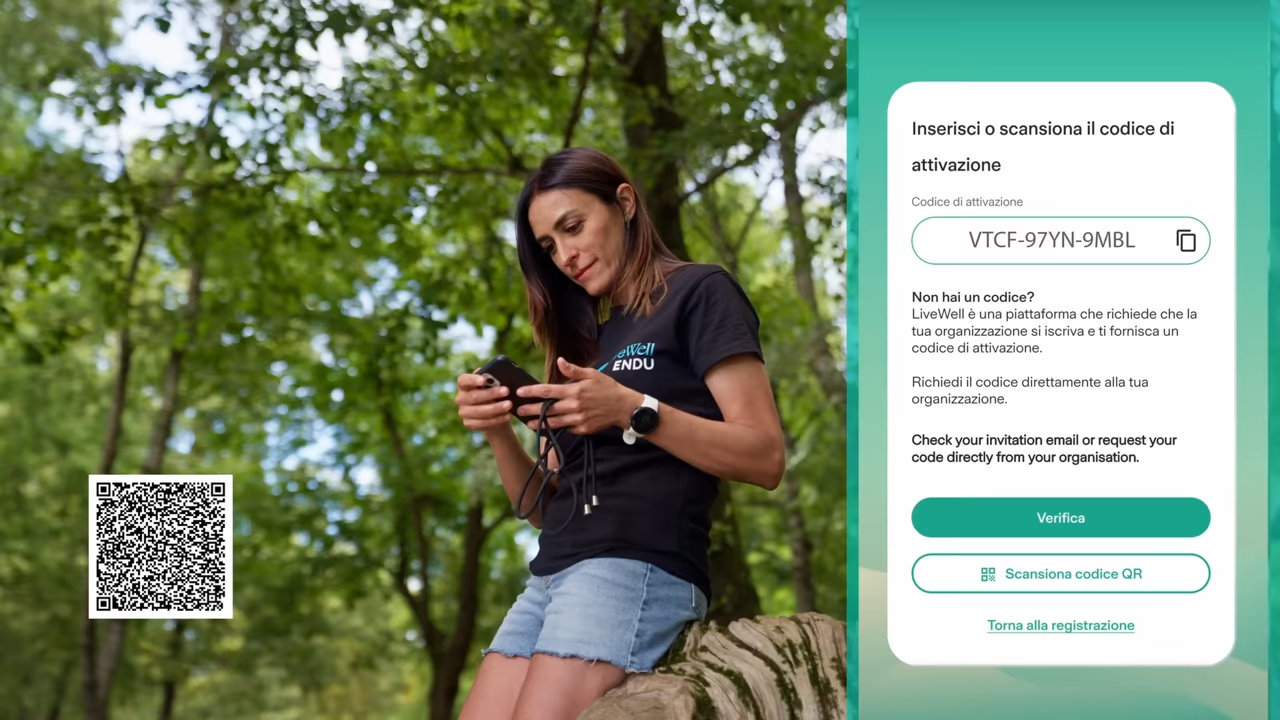 ENDU
Inserisci o scansiona il codice di
attivazione
Codice di attivazione
VTCF-97YN-9MBL
Non hai un codice?
LiveWell è una piattaforma che richiede che la
tua organizzazione si iscriva e ti fornisca un
codice di attivazione.
Richiedi il codice direttamente alla tua
organizzazione.
Check your invitation email or request your
code directly from your organisation.
Verifica
Scansiona codice QR
Torna alla registrazione